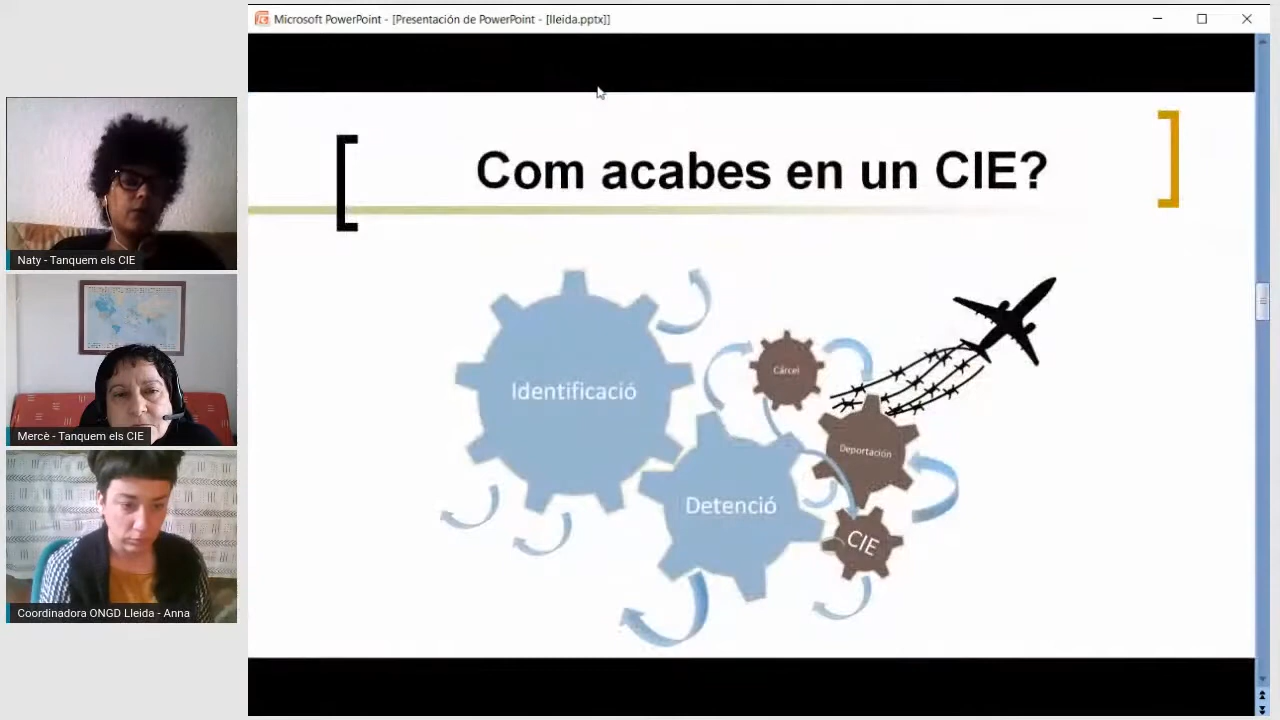 Microsoft PowerPoint - [Presentación de PowerPoint - [lleida.pptx]]
Naty - Tanquem els CIE
Mercè - Tanquem els CIE
Coordinadora ONGD Lleida - Anna
Com acabes en un CIE?
Identificació
Cárcel
Deportación
Detenció
CIE